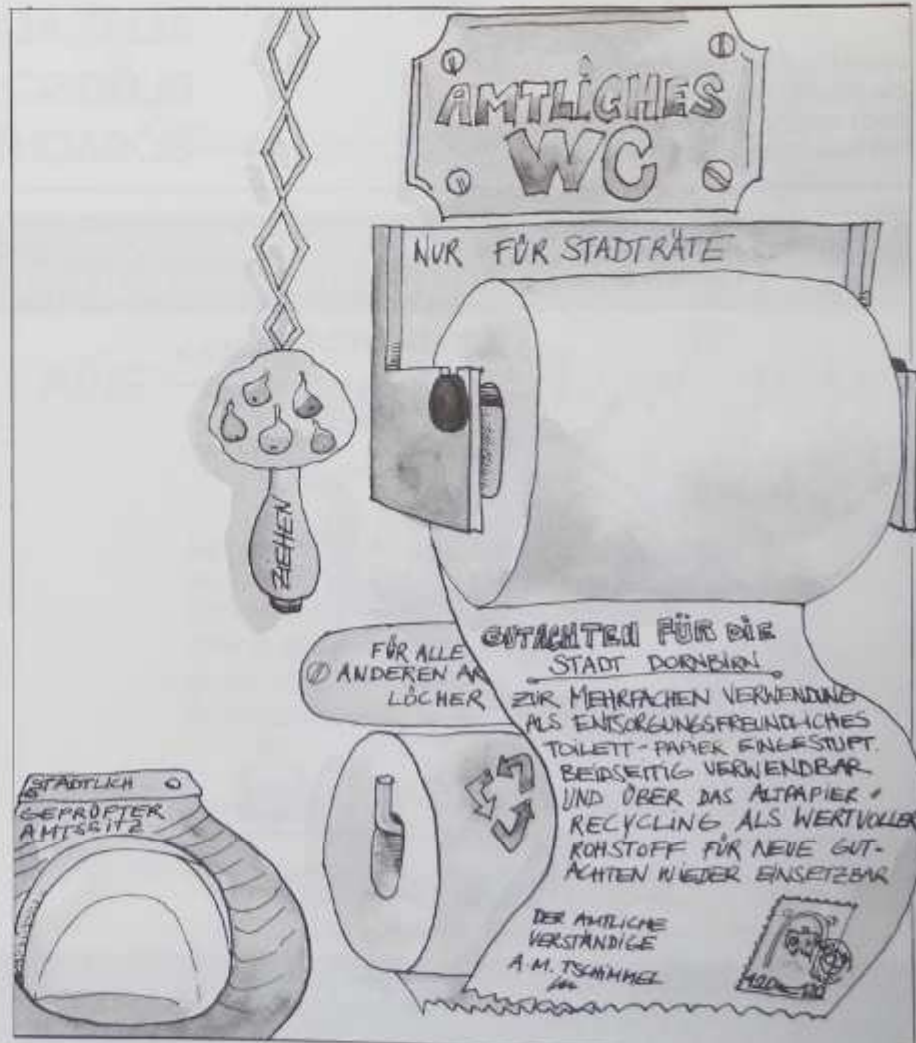 AMTLICHES
WC
NUR FÜR STADTRÄTE
ZIEHEN
FÜR ALLE
ANDEREN AR
LÖCHER
GUTACHTEN FÜR DIE
STADT DORNBIRN
ZUR MEHRFACHEN VERWENDUNG
ALS ENTSORGUNGSFREUNDLICHES
TOILETT-PAPIER EINGESTUFT.
BEIDSEITIG VERWENDBAR
UND ÜBER DAS ALTPAPIER-
RECYCLING ALS WERTVOLLER
ROHSTOFF FÜR NEUE GUT-
ACHTEN WIEDER EINSETZBAR
DER AMTLICHE
VERSTÄNDIGE
A.M. TSCHIMMEL
STADTLICH
GEPRÜFTER
AMTSSITZ